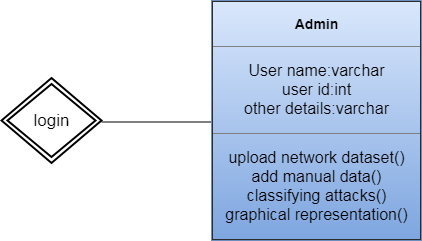 Admin
User name:varchar
user id:int
other details:varchar
login
upload network dataset()
add manual data()
classifying attacks()
graphical representation()